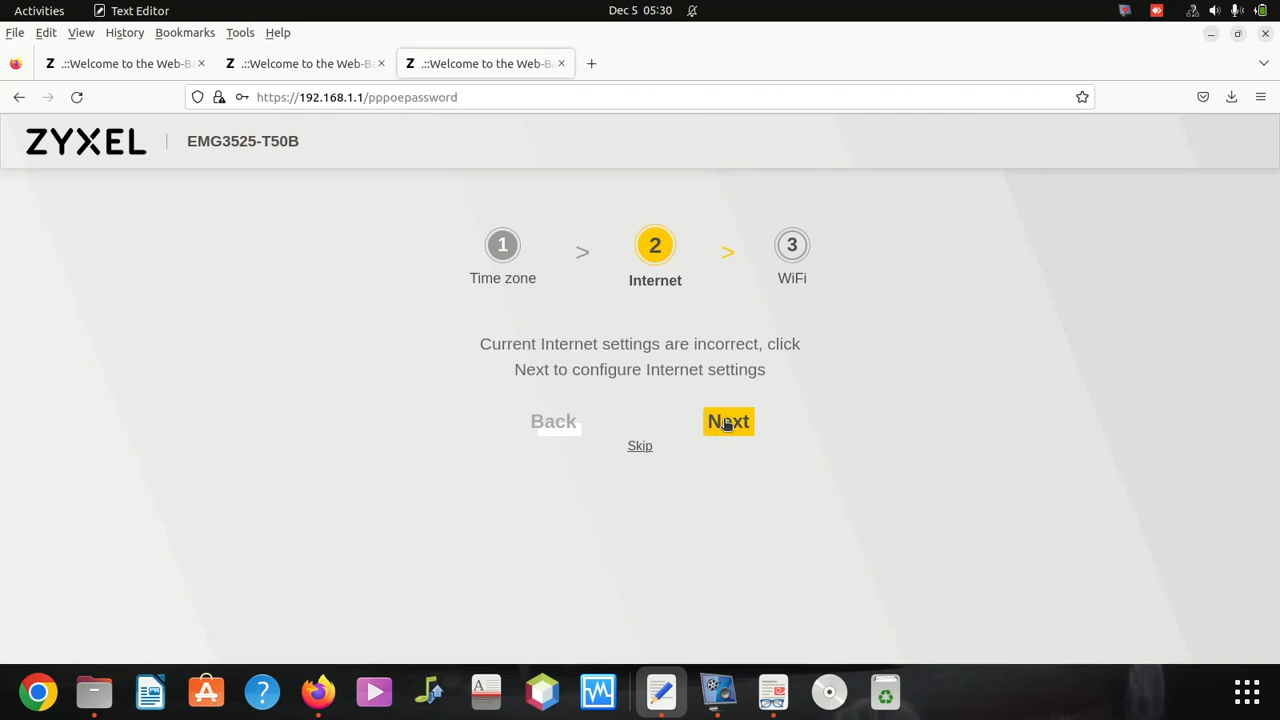 Activities
Text Editor
Dec 5 05:30
File Edit View History Bookmarks Tools Help
Z .::Welcome to the Web-B
Z .::Welcome to the Web-B
Z .::Welcome to the Web-B
https://192.168.1.1/pppoepassword
ZYXEL
EMG3525-T50B
1 > 2 > 3
Time zone Internet WiFi
Current Internet settings are incorrect, click
Next to configure Internet settings
Back Next
Skip